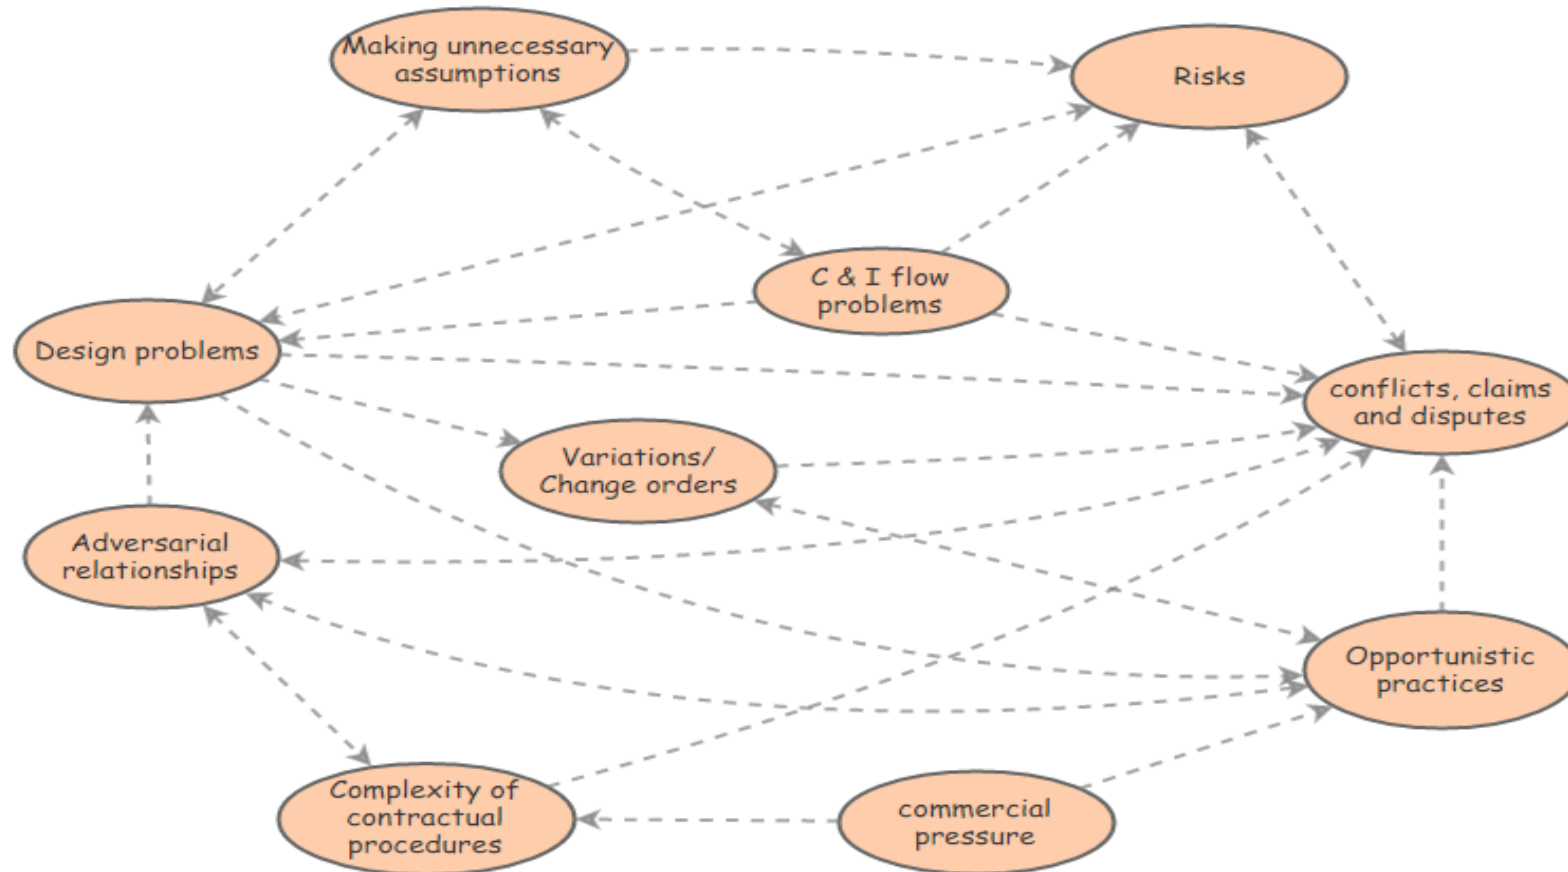 Making unnecessary
assumptions
Risks
C & I flow
problems
Design problems
conflicts, claims
and disputes
Variations/
Change orders
Adversarial
relationships
Opportunistic
practices
Complexity of
contractual
procedures
commercial
pressure